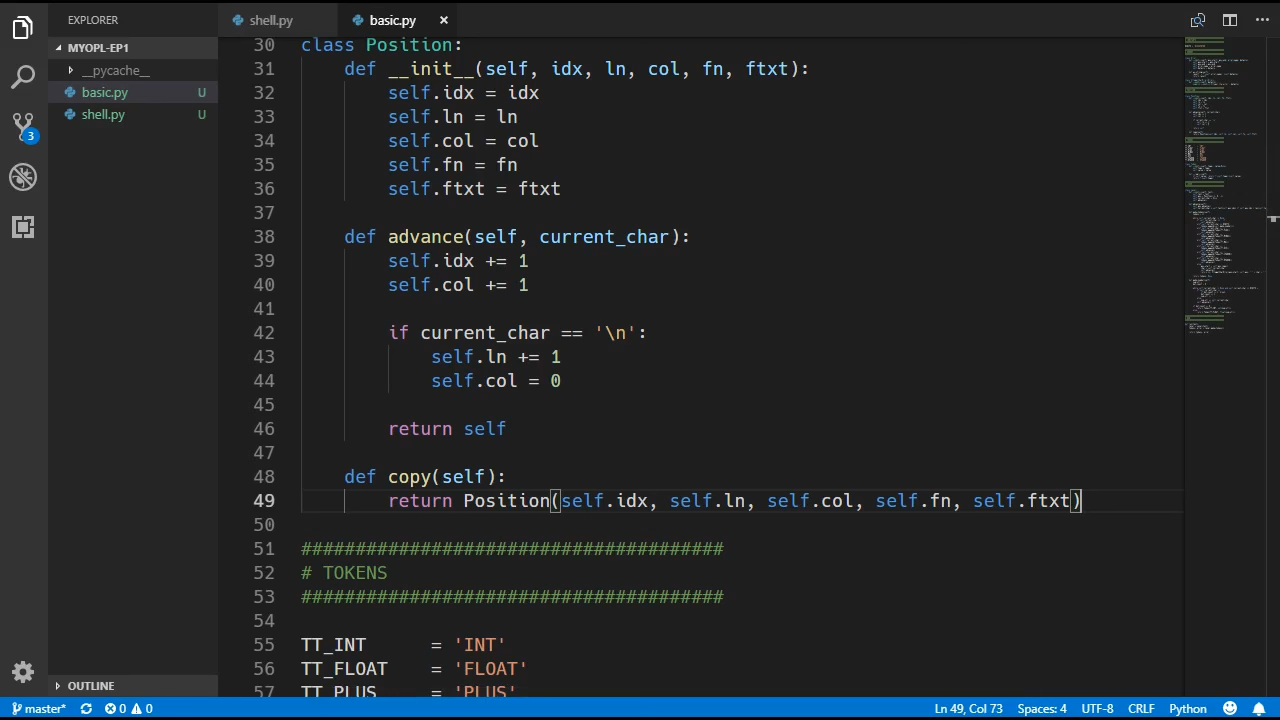 EXPLORER
shell.py
basic.py ×
MYOPL-EP1
__pycache__
basic.py U
shell.py U
3
30 class Position:
31 def __init__(self, idx, ln, col, fn, ftxt):
32 self.idx = idx
33 self.ln = ln
34 self.col = col
35 self.fn = fn
36 self.ftxt = ftxt
37
38 def advance(self, current_char):
39 self.idx += 1
40 self.col += 1
41
42 if current_char == '\n':
43 self.ln += 1
44 self.col = 0
45
46 return self
47
48 def copy(self):
49 return Position(self.idx, self.ln, self.col, self.fn, self.ftxt)
50
51 #######################################
52 # TOKENS
53 #######################################
54
55 TT_INT = 'INT'
56 TT_FLOAT = 'FLOAT'
57 TT_PLUS = 'PLUS'
OUTLINE
master* 0 0 Ln 49, Col 73 Spaces: 4 UTF-8 CRLF Python